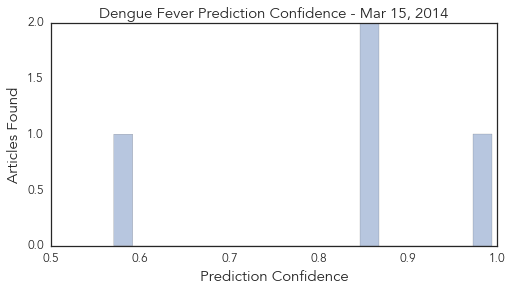 Dengue Fever Prediction Confidence - Mar 15, 2014
2.0
1.5
1.0
0.5
0.0
Articles Found
0.5 0.6 0.7 0.8 0.9 1.0
Prediction Confidence